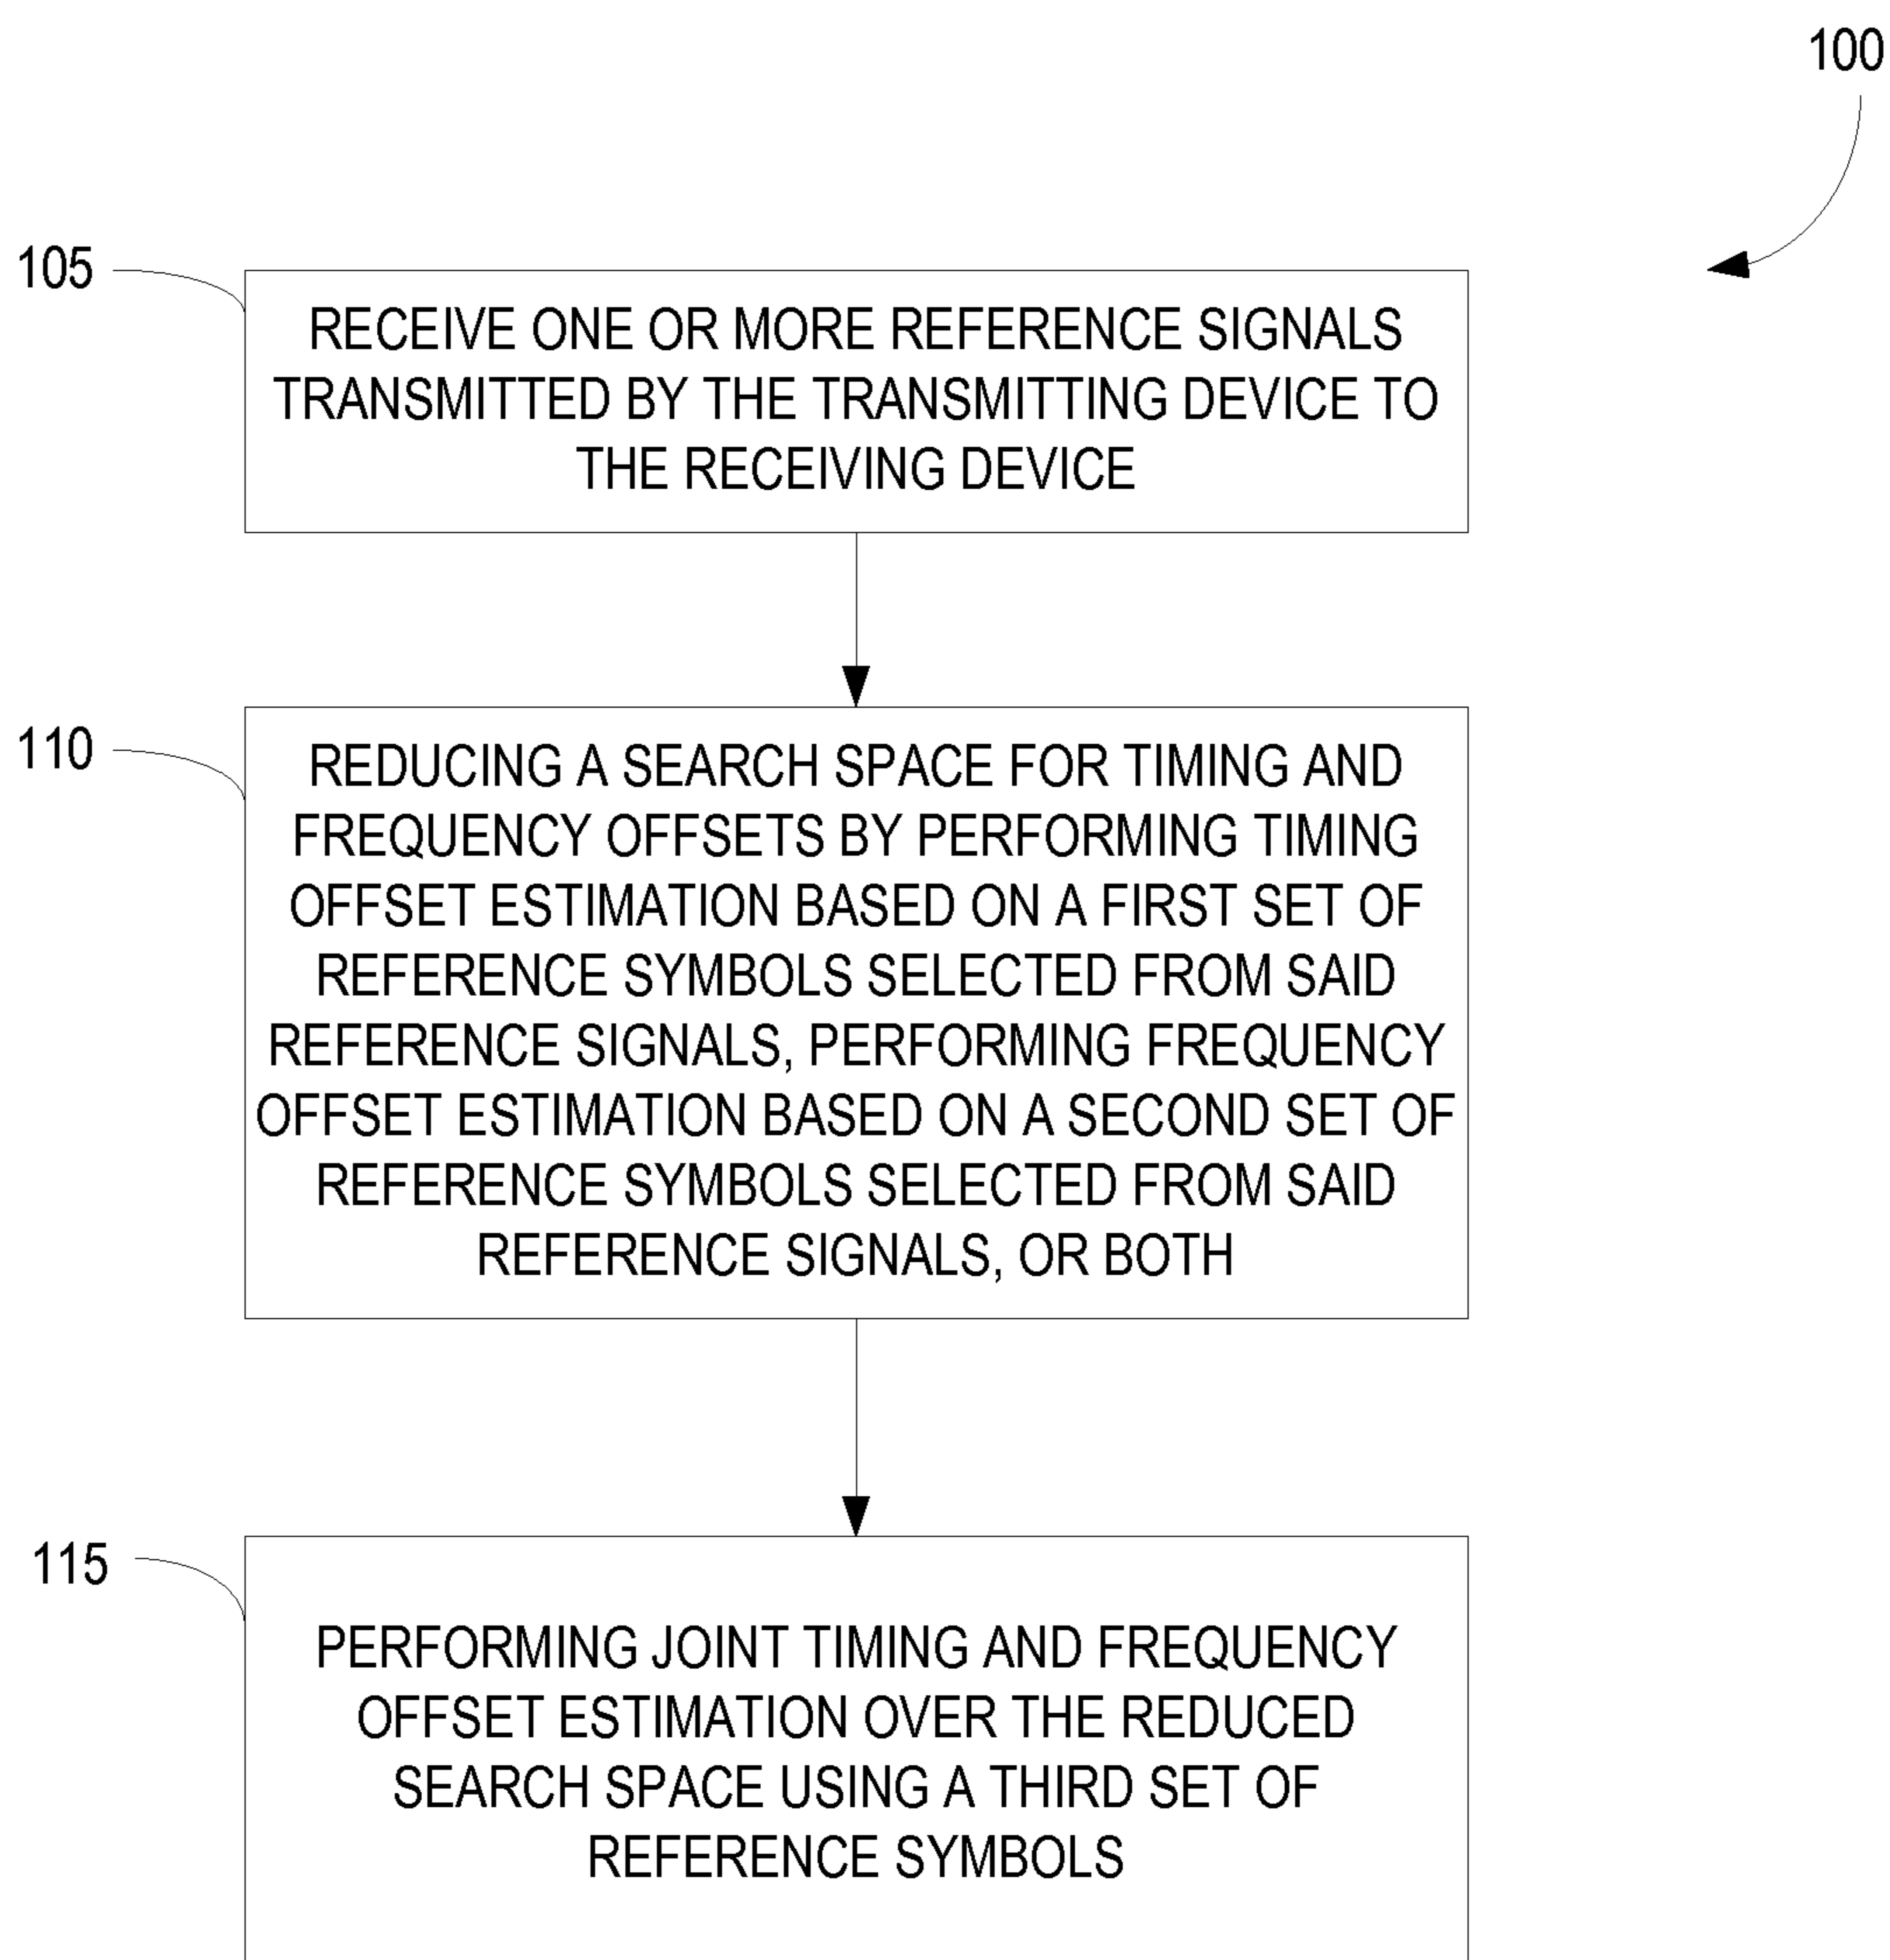 100
105
RECEIVE ONE OR MORE REFERENCE SIGNALS
TRANSMITTED BY THE TRANSMITTING DEVICE TO
THE RECEIVING DEVICE
110
REDUCING A SEARCH SPACE FOR TIMING AND
FREQUENCY OFFSETS BY PERFORMING TIMING
OFFSET ESTIMATION BASED ON A FIRST SET OF
REFERENCE SYMBOLS SELECTED FROM SAID
REFERENCE SIGNALS, PERFORMING FREQUENCY
OFFSET ESTIMATION BASED ON A SECOND SET OF
REFERENCE SYMBOLS SELECTED FROM SAID
REFERENCE SIGNALS, OR BOTH
115
PERFORMING JOINT TIMING AND FREQUENCY
OFFSET ESTIMATION OVER THE REDUCED
SEARCH SPACE USING A THIRD SET OF
REFERENCE SYMBOLS